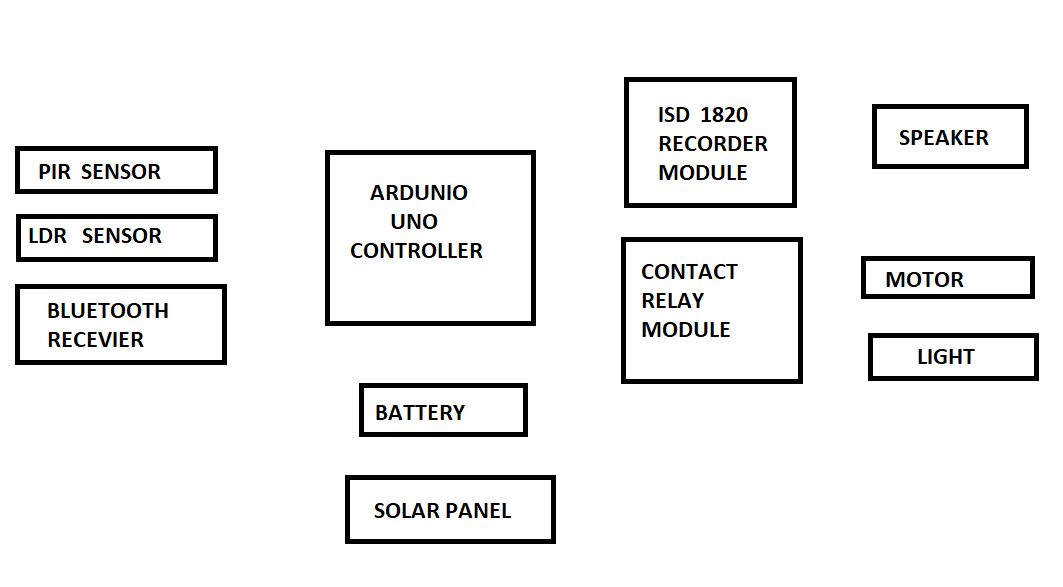 PIR SENSOR
LDR SENSOR
BLUETOOTH
RECEVIER
ARDUNIO
UNO
CONTROLLER
BATTERY
SOLAR PANEL
ISD 1820
RECORDER
MODULE
CONTACT
RELAY
MODULE
SPEAKER
MOTOR
LIGHT